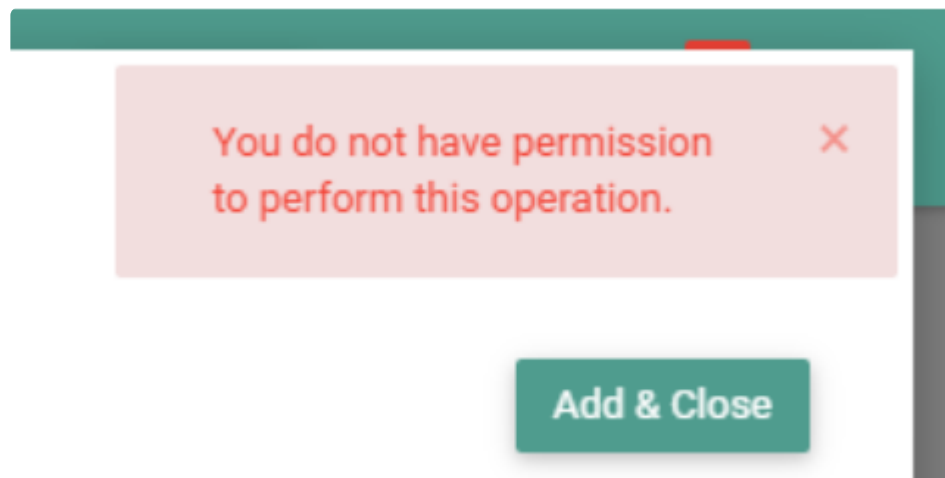 You do not have permission
to perform this operation.
Add & Close